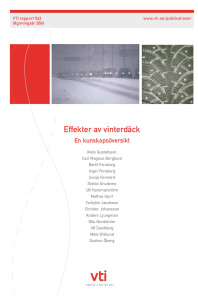 VTI rapport 543
Utgivningsår 2006
www.vti.se/publikationer
Effekter av vinterdäck
En kunskapsöversikt
Mats Gustafsson
Carl Magnus Berglund
Bertil Forsberg
Inger Forsberg
Sonja Forward
Stefan Grudemo
Ulf Hammarström
Mattias Hjort
Torbjörn Jacobson
Christer Johansson
Anders Ljungman
Olle Nordström
Ulf Sandberg
Mats Wiklund
Gudrun Öberg
vti